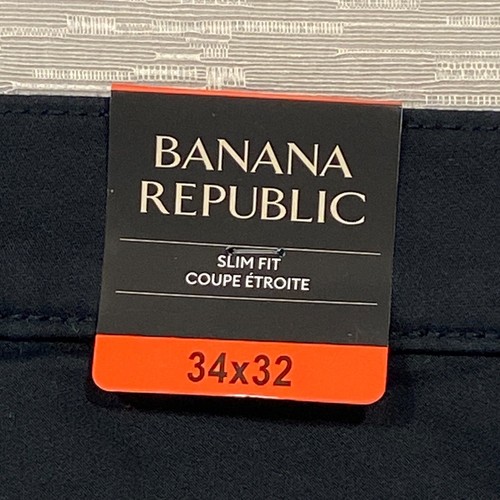 BANANA
REPUBLIC
SLIM FIT
COUPE ÉTROITE
34x32